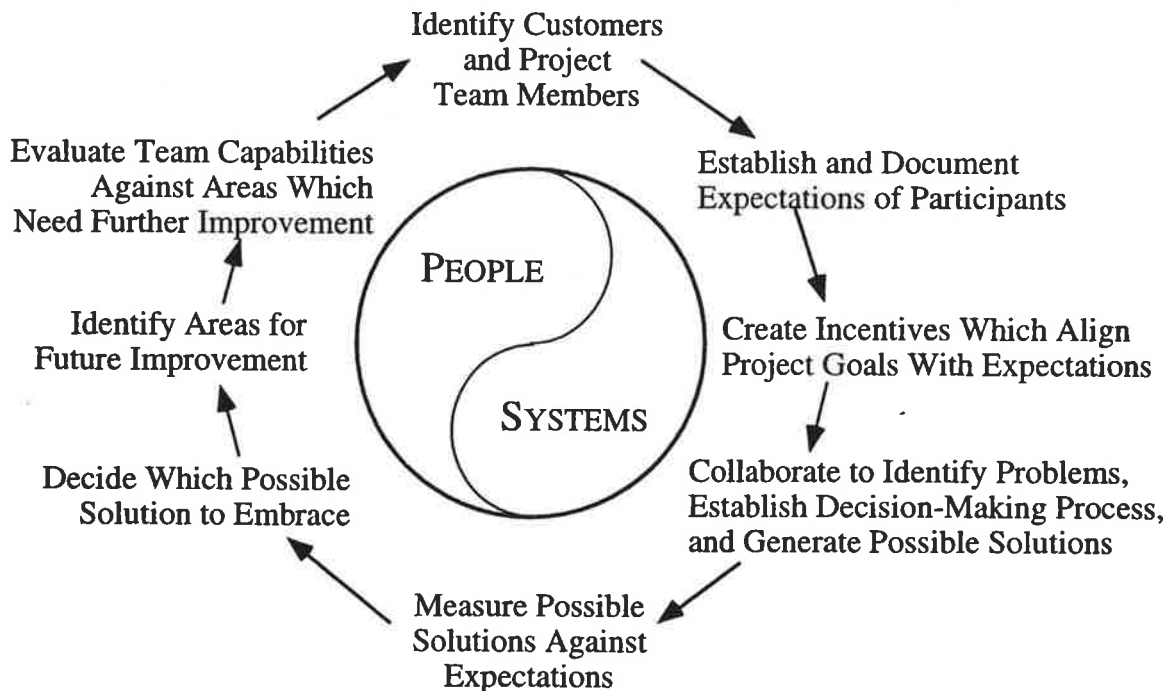 Identify Customers
and Project
Team Members
Establish and Document
Expectations of Participants
Create Incentives Which Align
Project Goals With Expectations
Collaborate to Identify Problems,
Establish Decision-Making Process,
and Generate Possible Solutions
Measure Possible
Solutions Against
Expectations
Decide Which Possible
Solution to Embrace
Identify Areas for
Future Improvement
Evaluate Team Capabilities
Against Areas Which
Need Further Improvement
PEOPLE
SYSTEMS